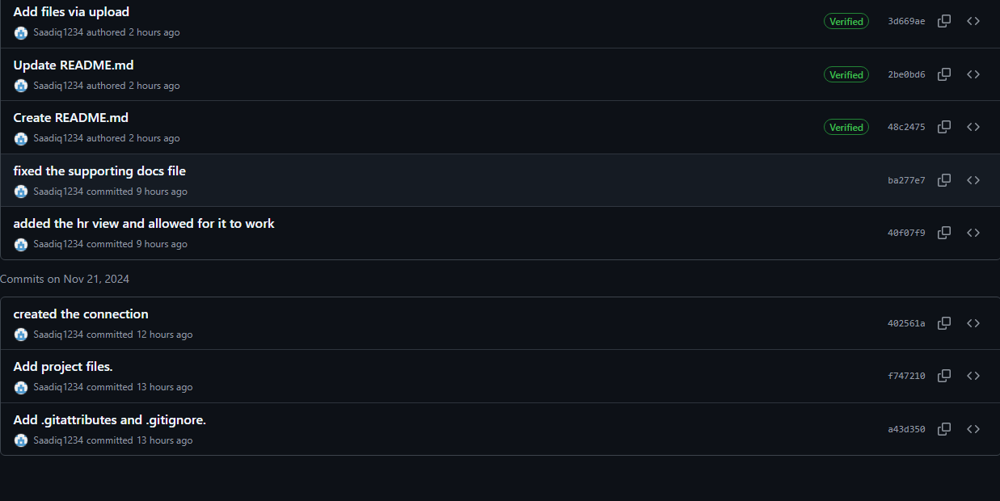 Add files via upload
Verified 3d669ae
Saadiq1234 authored 2 hours ago
Update README.md
Verified 2be0bd6
Saadiq1234 authored 2 hours ago
Create README.md
Verified 48c2475
Saadiq1234 authored 2 hours ago
fixed the supporting docs file
ba277e7
Saadiq1234 committed 9 hours ago
added the hr view and allowed for it to work
40f07f9
Saadiq1234 committed 9 hours ago
Commits on Nov 21, 2024
created the connection
402561a
Saadiq1234 committed 12 hours ago
Add project files.
f747210
Saadiq1234 committed 13 hours ago
Add .gitattributes and .gitignore.
a43d350
Saadiq1234 committed 13 hours ago